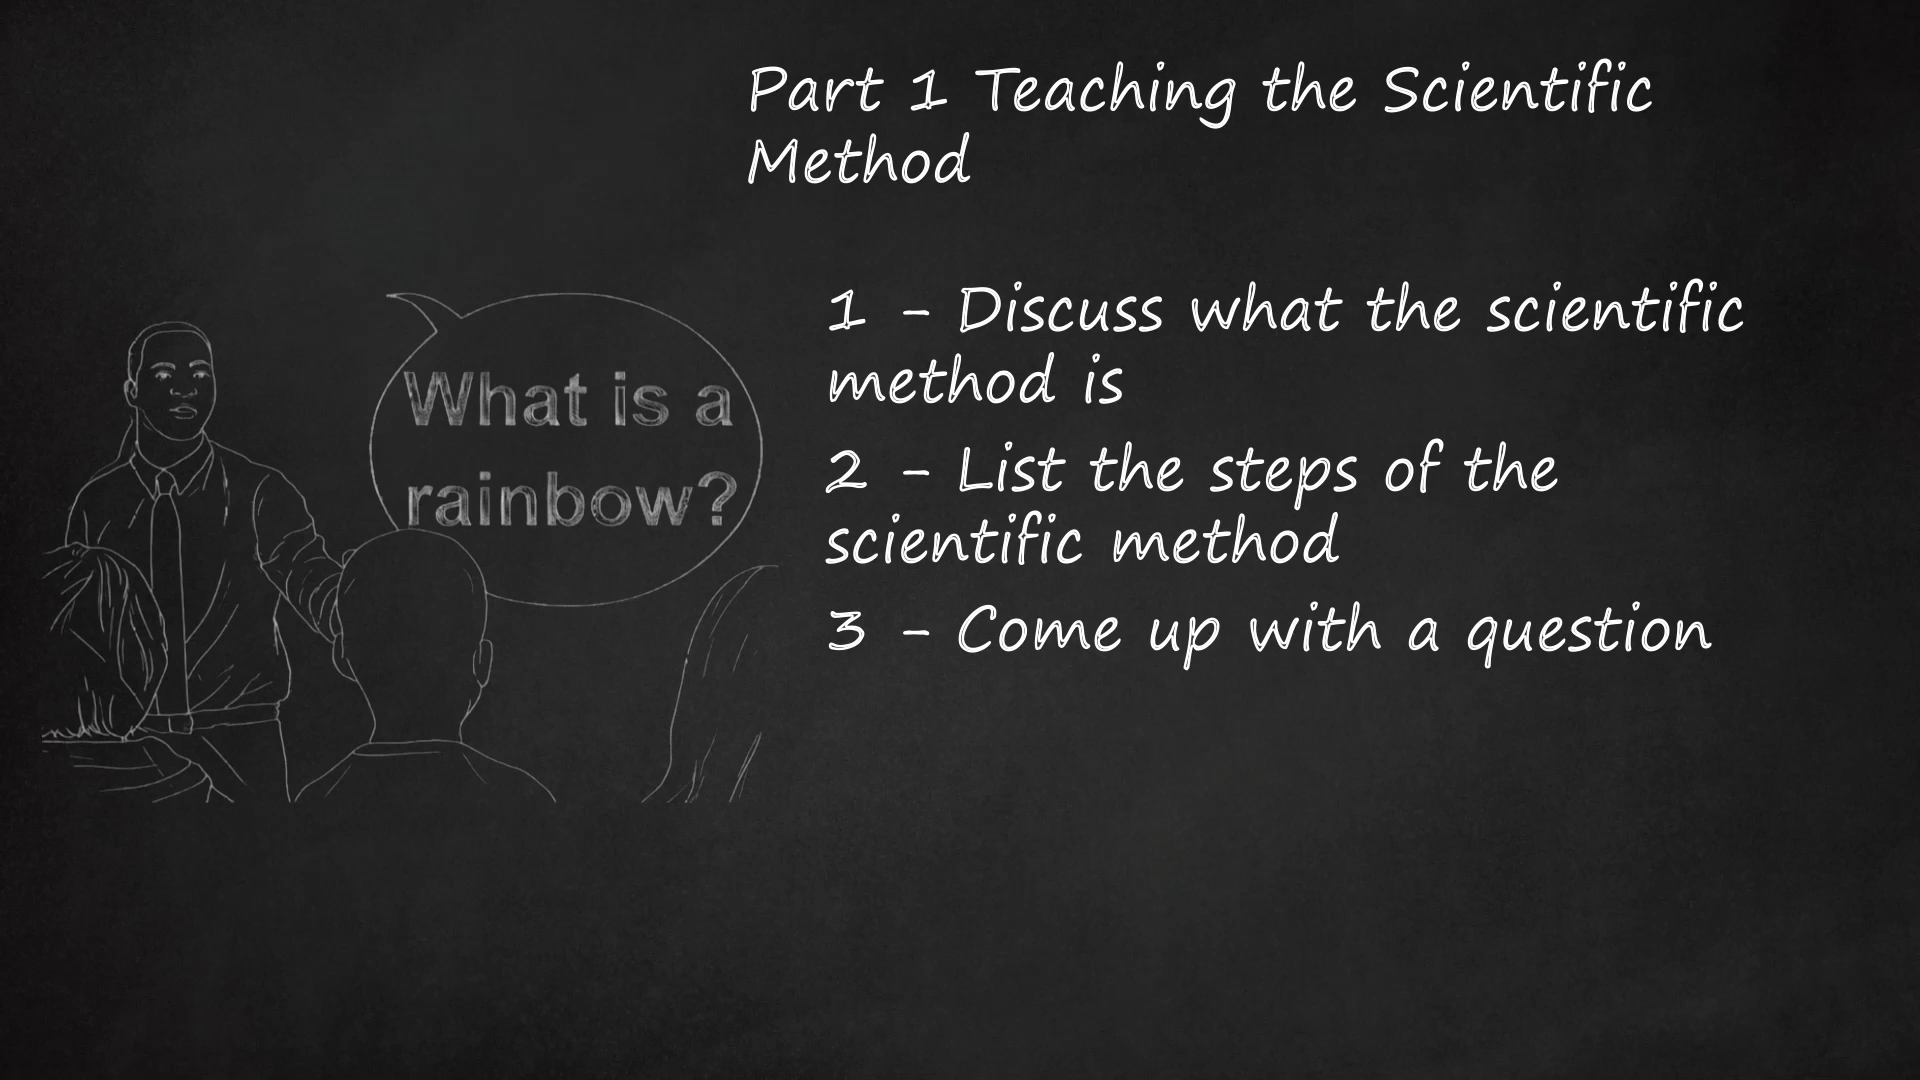 Part 1 Teaching the Scientific
Method
What is a
rainbow?
1 - Discuss what the scientific
method is
2 - List the steps of the
scientific method
3 - Come up with a question